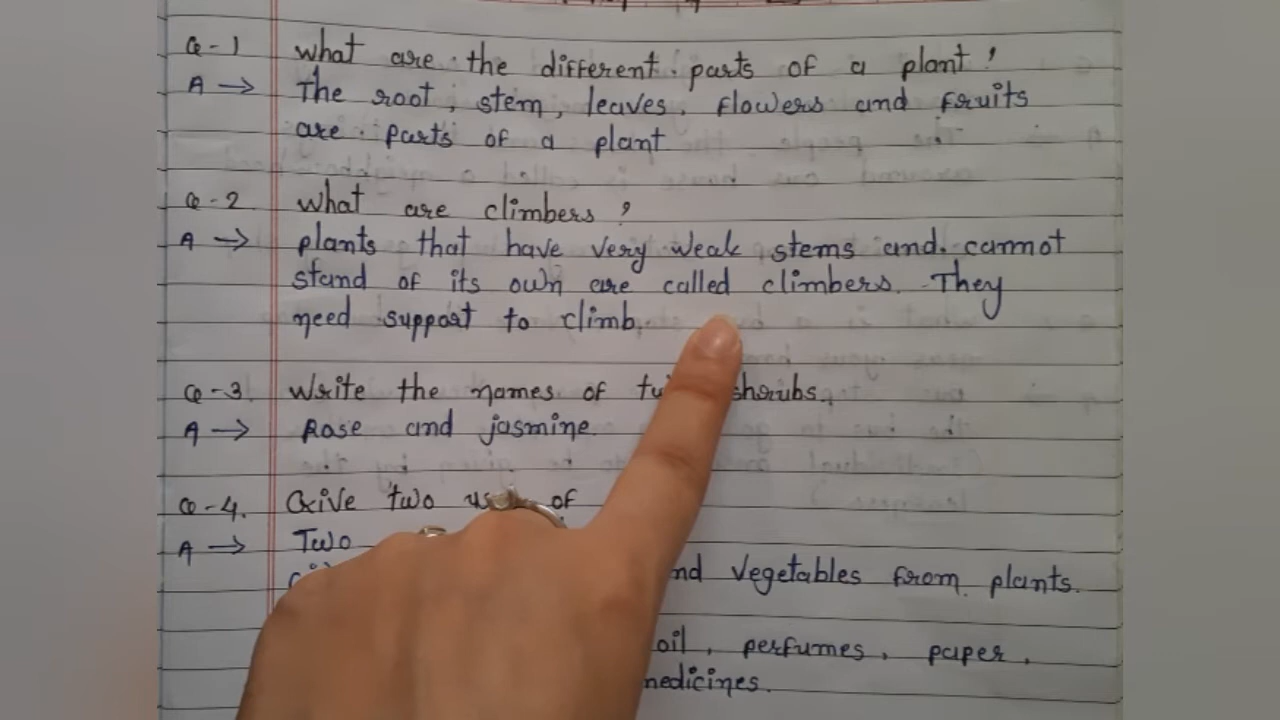 Q-1 What are the different parts of a plant?
A → The root, stem, leaves, flowers and fruits
are parts of a plant
Q-2 What are climbers?
A → plants that have very weak stems and cannot
stand of its own are called climbers. They
need support to climb.
Q-3. Write the names of shrubs.
A → Rose and jasmine.
Q-4. Give two of
A → Two
Vegetables from plants.
oil, perfumes, paper,
medicines.